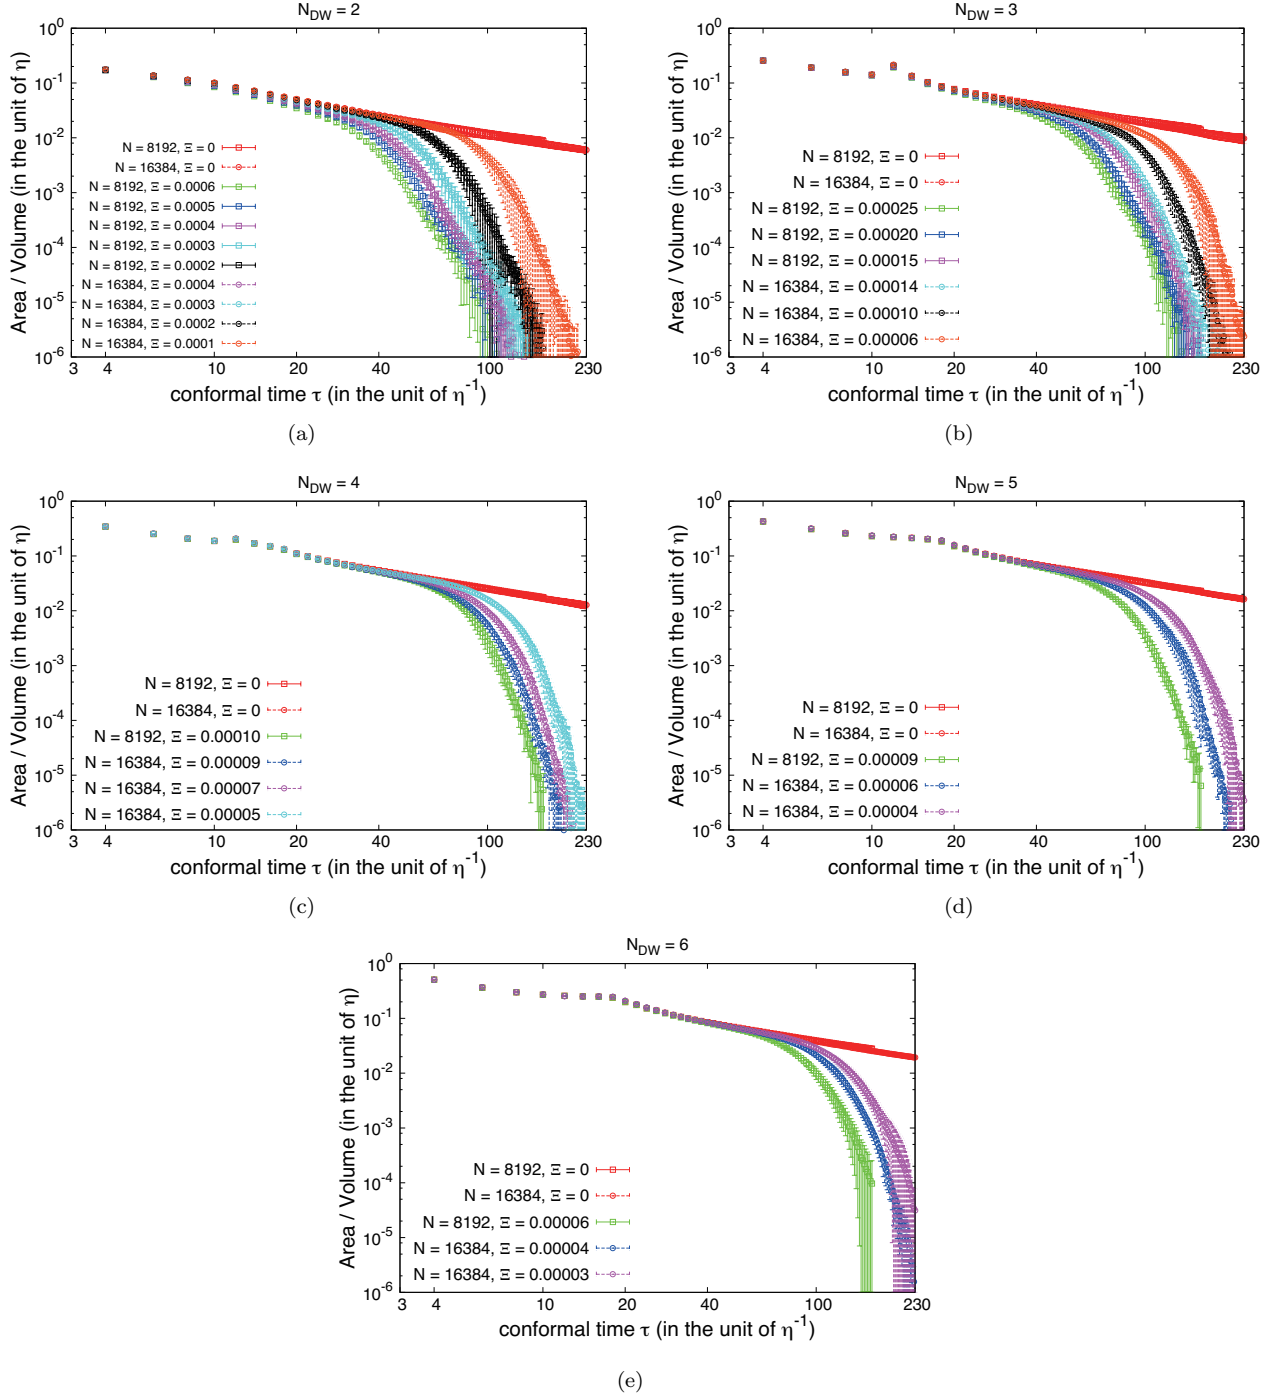 N_DW = 2
Area / Volume (in the unit of η)
10^0
10^-1
10^-2
10^-3
10^-4
10^-5
10^-6
N = 8192, Ξ = 0
N = 16384, Ξ = 0
N = 8192, Ξ = 0.0006
N = 8192, Ξ = 0.0005
N = 8192, Ξ = 0.0004
N = 8192, Ξ = 0.0003
N = 8192, Ξ = 0.0002
N = 16384, Ξ = 0.0004
N = 16384, Ξ = 0.0003
N = 16384, Ξ = 0.0002
N = 16384, Ξ = 0.0001
3 4 10 20 40 100 230
conformal time τ (in the unit of η^-1)
(a)
N_DW = 3
Area / Volume (in the unit of η)
10^0
10^-1
10^-2
10^-3
10^-4
10^-5
10^-6
N = 8192, Ξ = 0
N = 16384, Ξ = 0
N = 8192, Ξ = 0.00025
N = 8192, Ξ = 0.00020
N = 8192, Ξ = 0.00015
N = 16384, Ξ = 0.00014
N = 16384, Ξ = 0.00010
N = 16384, Ξ = 0.00006
3 4 10 20 40 100 230
conformal time τ (in the unit of η^-1)
(b)
N_DW = 4
Area / Volume (in the unit of η)
10^0
10^-1
10^-2
10^-3
10^-4
10^-5
10^-6
N = 8192, Ξ = 0
N = 16384, Ξ = 0
N = 8192, Ξ = 0.00010
N = 16384, Ξ = 0.00009
N = 16384, Ξ = 0.00007
N = 16384, Ξ = 0.00005
3 4 10 20 40 100 230
conformal time τ (in the unit of η^-1)
(c)
N_DW = 5
Area / Volume (in the unit of η)
10^0
10^-1
10^-2
10^-3
10^-4
10^-5
10^-6
N = 8192, Ξ = 0
N = 16384, Ξ = 0
N = 8192, Ξ = 0.00009
N = 16384, Ξ = 0.00006
N = 16384, Ξ = 0.00004
3 4 10 20 40 100 230
conformal time τ (in the unit of η^-1)
(d)
N_DW = 6
Area / Volume (in the unit of η)
10^0
10^-1
10^-2
10^-3
10^-4
10^-5
10^-6
N = 8192, Ξ = 0
N = 16384, Ξ = 0
N = 8192, Ξ = 0.00006
N = 16384, Ξ = 0.00004
N = 16384, Ξ = 0.00003
3 4 10 20 40 100 230
conformal time τ (in the unit of η^-1)
(e)